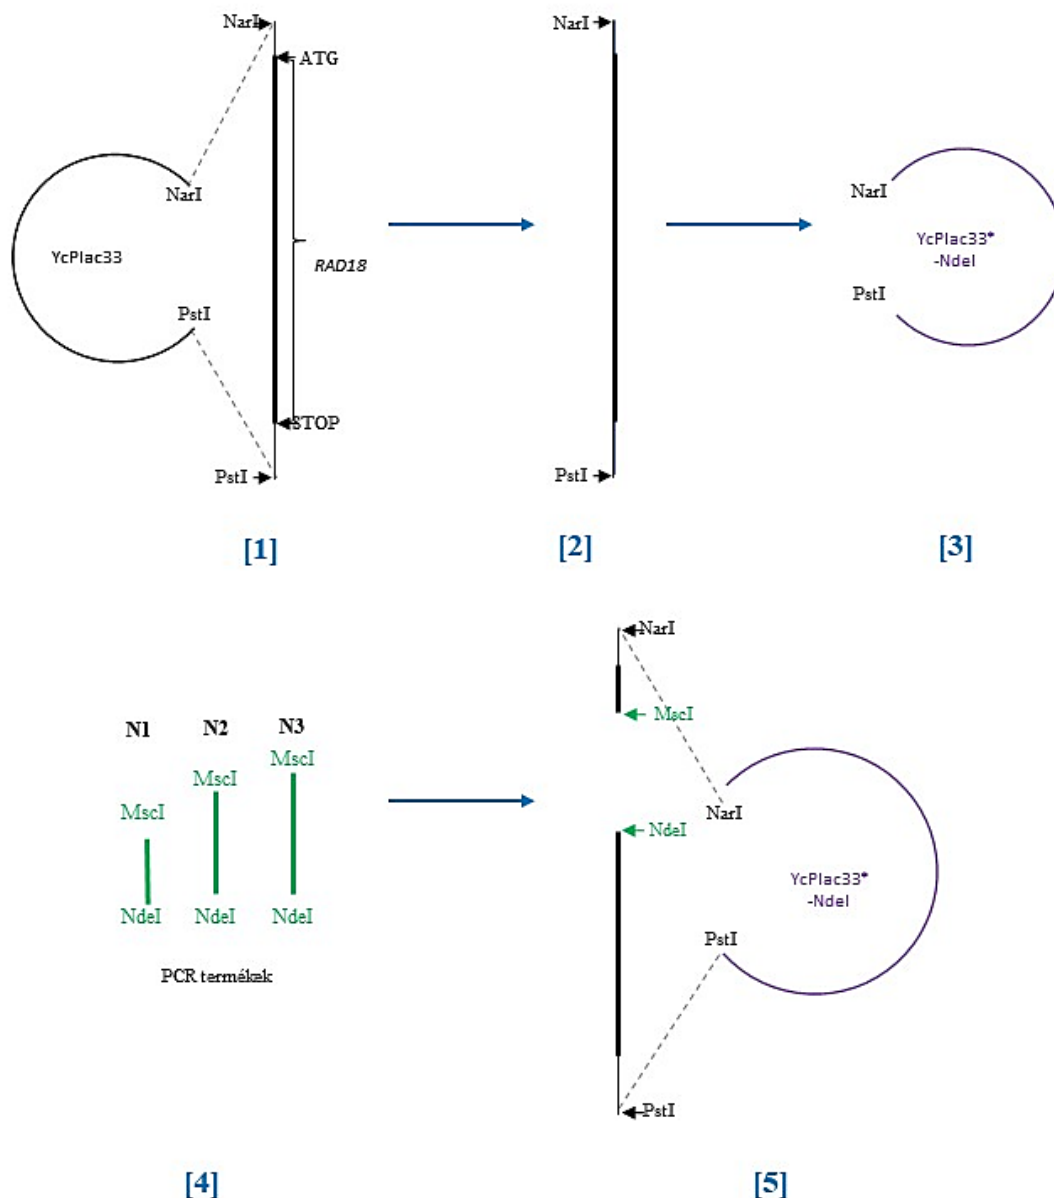 NarI
ATG
NarI
YcPlac33
RAD18
PstI
STOP
PstI
[1]
NarI
PstI
[2]
NarI
YcPlac33*
-NdeI
PstI
[3]
N1
N2
N3
MscI
MscI
MscI
NdeI
NdeI
NdeI
PCR termékek
[4]
NarI
MscI
NarI
NdeI
YcPlac33*
-NdeI
PstI
PstI
[5]